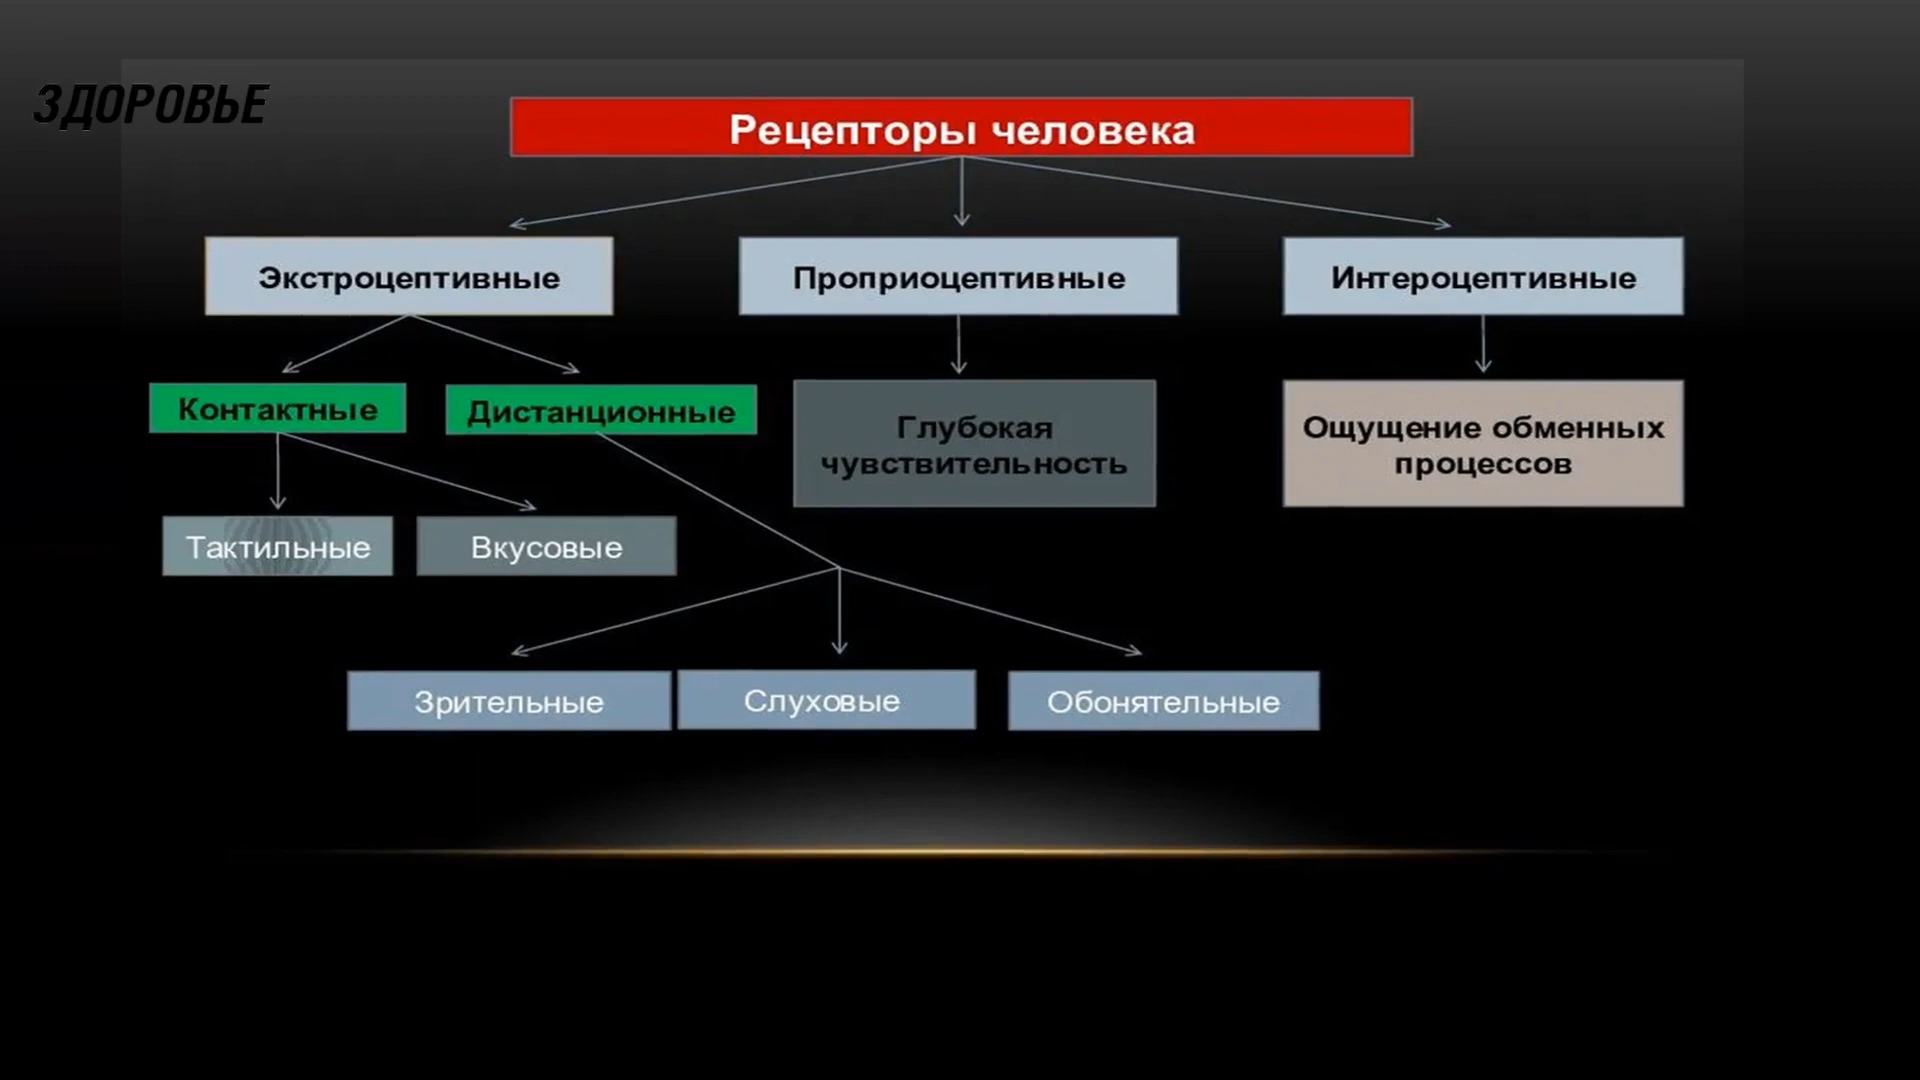 ЗДОРОВЬЕ
Рецепторы человека
Экстроцептивные
Проприоцептивные
Интероцептивные
Контактные
Дистанционные
Глубокая
чувствительность
Ощущение обменных
процессов
Тактильные
Вкусовые
Зрительные
Слуховые
Обонятельные